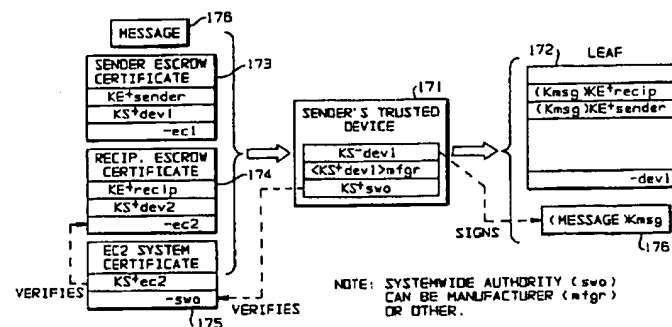 176
MESSAGE
SENDER ESCROW
CERTIFICATE
173
KE+sender
KS+dev1
-ec1
RECIP. ESCROW
CERTIFICATE
174
KE+recip
KS+dev2
-ec2
EC2 SYSTEM
CERTIFICATE
KS+ec2
-swa
VERIFIES
175
VERIFIES
171
SENDER'S TRUSTED
DEVICE
KS-dev1
<KS+dev1>mfgr
KS+swa
SIGNS
172
LEAF
(Kmsg)KE+recip
(Kmsg)KE+sender
-dev1
(MESSAGE)Kmsg
176
NOTE: SYSTEMWIDE AUTHORITY (swa)
CAN BE MANUFACTURER (mfgr)
OR OTHER.